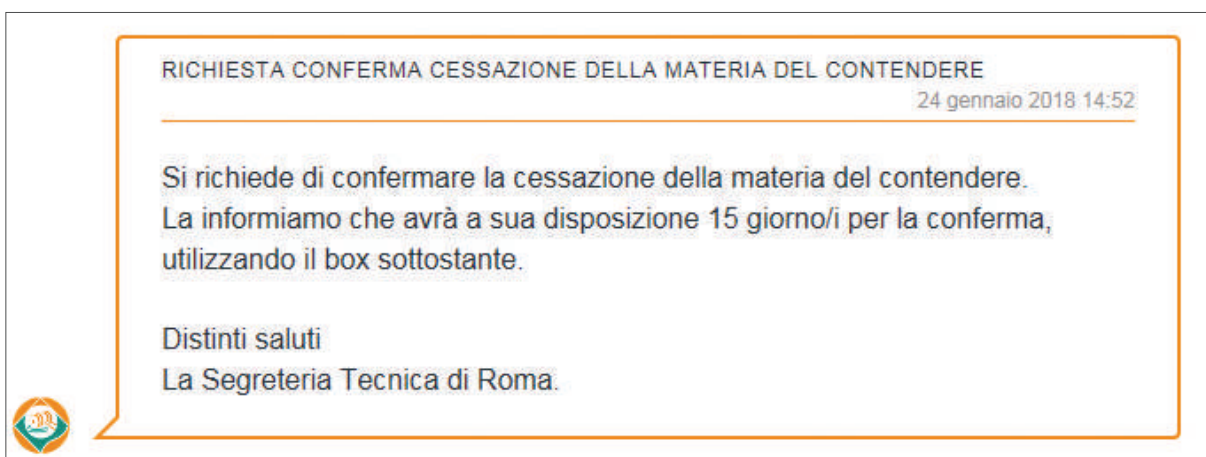 RICHIESTA CONFERMA CESSAZIONE DELLA MATERIA DEL CONTENDERE
24 gennaio 2018 14:52
Si richiede di confermare la cessazione della materia del contendere.
La informiamo che avrà a sua disposizione 15 giorno/i per la conferma,
utilizzando il box sottostante.
Distinti saluti
La Segreteria Tecnica di Roma.